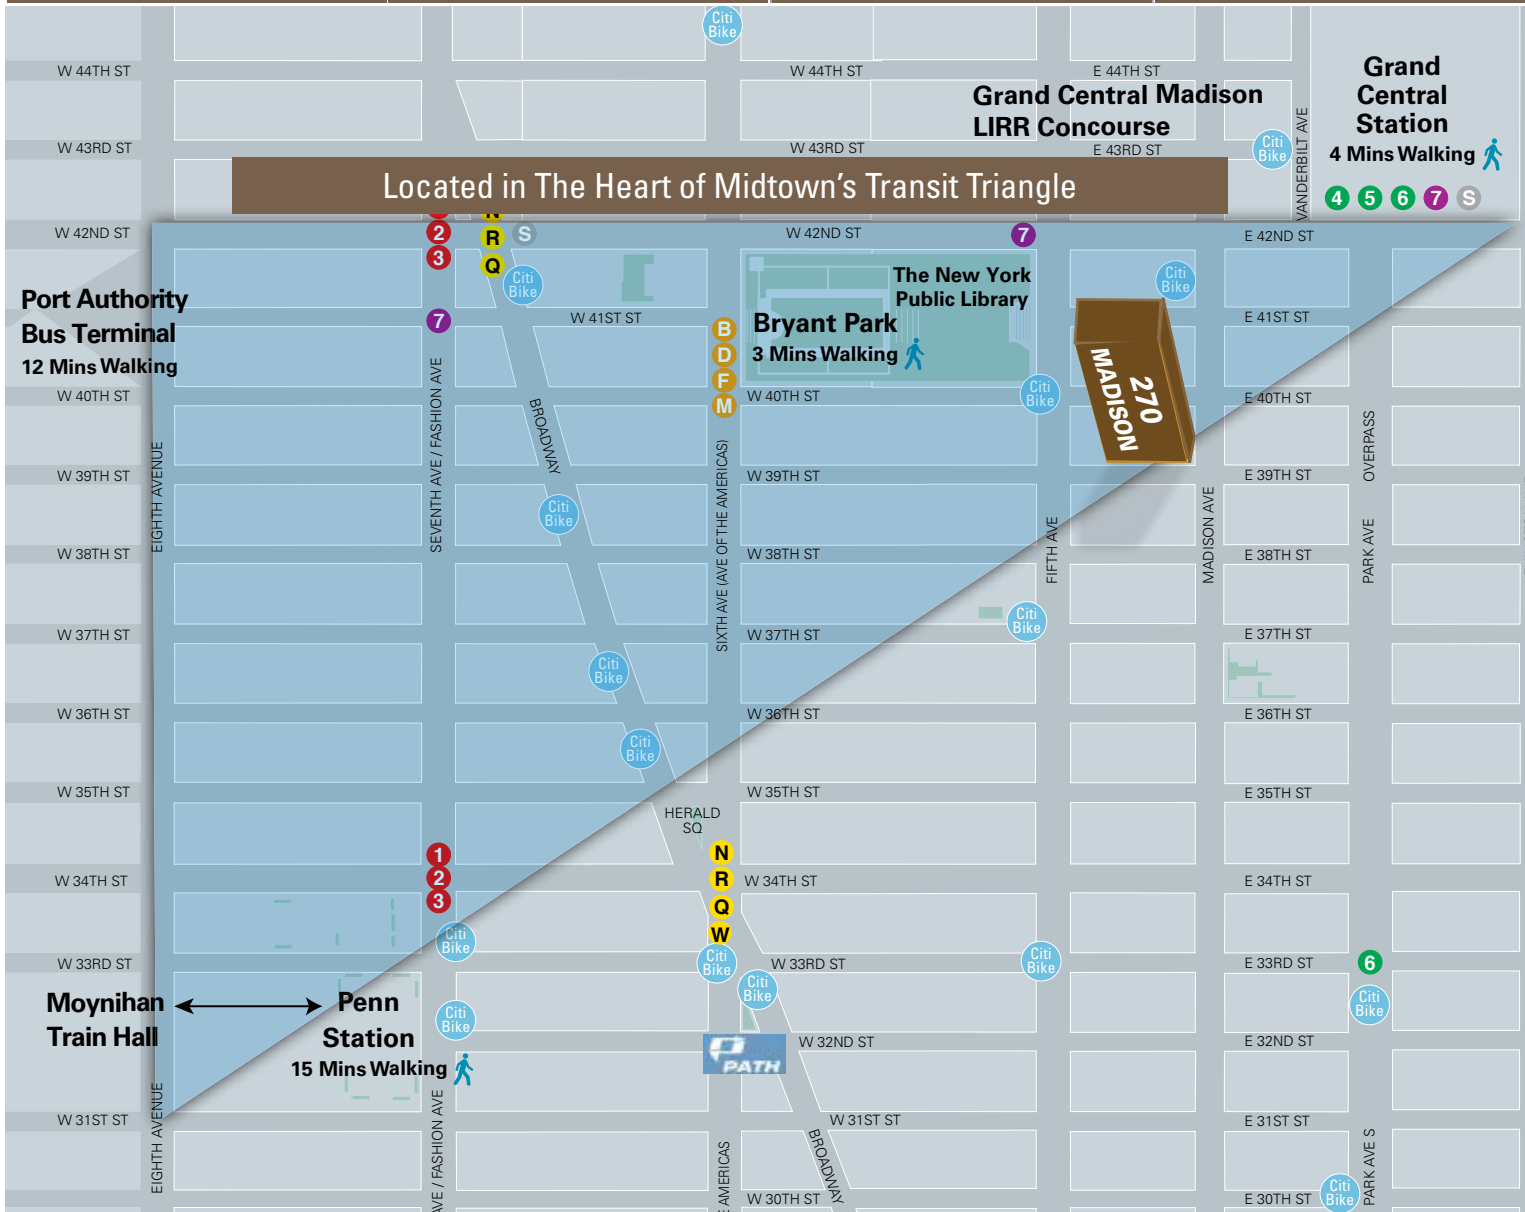 Citi
Bike
W 44TH ST
W 44TH ST
E 44TH ST
Grand
Central
Station
4 Mins Walking
4 5 6 7 S
Grand Central Madison
LIRR Concourse
Citi
Bike
VANDERBILT AVE
W 43RD ST
W 43RD ST
E 43RD ST
Located in The Heart of Midtown's Transit Triangle
W 42ND ST
2
3
N
R
Q
S
W 42ND ST
7
E 42ND ST
Citi
Bike
The New York
Public Library
Citi
Bike
Port Authority
Bus Terminal
12 Mins Walking
7
W 41ST ST
B
D
F
M
Bryant Park
3 Mins Walking
E 41ST ST
270
MADISON
W 40TH ST
W 40TH ST
Citi
Bike
E 40TH ST
EIGHTH AVENUE
SEVENTH AVE / FASHION AVE
BROADWAY
SIXTH AVE (AVE OF THE AMERICAS)
FIFTH AVE
MADISON AVE
PARK AVE
OVERPASS
W 39TH ST
W 39TH ST
E 39TH ST
Citi
Bike
W 38TH ST
W 38TH ST
E 38TH ST
Citi
Bike
W 37TH ST
W 37TH ST
E 37TH ST
Citi
Bike
W 36TH ST
W 36TH ST
E 36TH ST
Citi
Bike
W 35TH ST
W 35TH ST
E 35TH ST
HERALD
SQ
1
2
3
N
R
Q
W
W 34TH ST
W 34TH ST
E 34TH ST
Citi
Bike
Citi
Bike
Citi
Bike
W 33RD ST
W 33RD ST
E 33RD ST
6
Citi
Bike
Citi
Bike
Citi
Bike
Moynihan
Train Hall
Penn
Station
15 Mins Walking
PATH
W 32ND ST
E 32ND ST
W 31ST ST
W 31ST ST
E 31ST ST
EIGHTH AVENUE
AVE / FASHION AVE
AMERICAS
BROADWAY
PARK AVE S
W 30TH ST
E 30TH ST
Citi
Bike